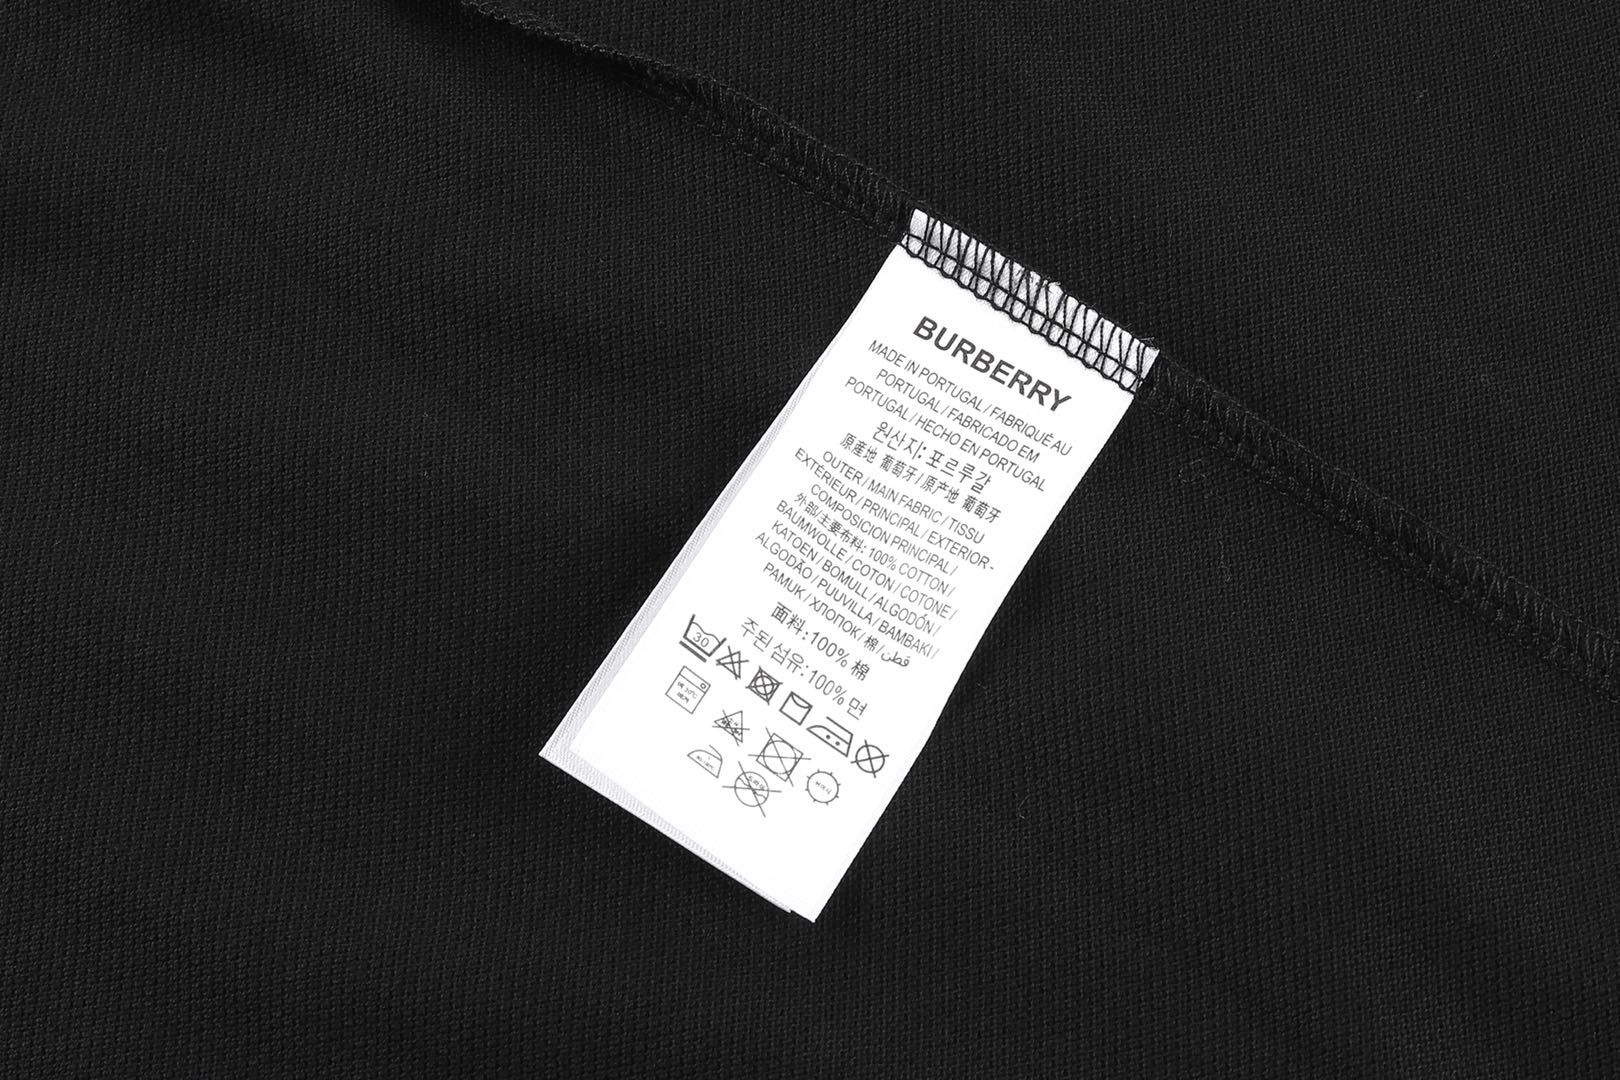 BURBERRY
MADE IN PORTUGAL / FABRIQUÉ AU
PORTUGAL / FABRICADO EM
PORTUGAL / HECHO EN PORTUGAL
원산지: 포르투갈
原産地 葡萄牙 / 原产地 葡萄牙
OUTER / MAIN FABRIC / TISSU
EXTÉRIEUR / PRINCIPAL / EXTERIOR -
COMPOSICION PRINCIPAL /
外部/主要布料: 100% COTTON /
BAUMWOLLE / COTON / COTONE /
KATOEN / BOMULL / ALGODÓN /
ALGODÃO / PUUVILLA / BAMBAKI /
PAMUK / ХЛОПОК / 棉 / قطن
面料: 100% 棉
주된 섬유: 100% 면
30